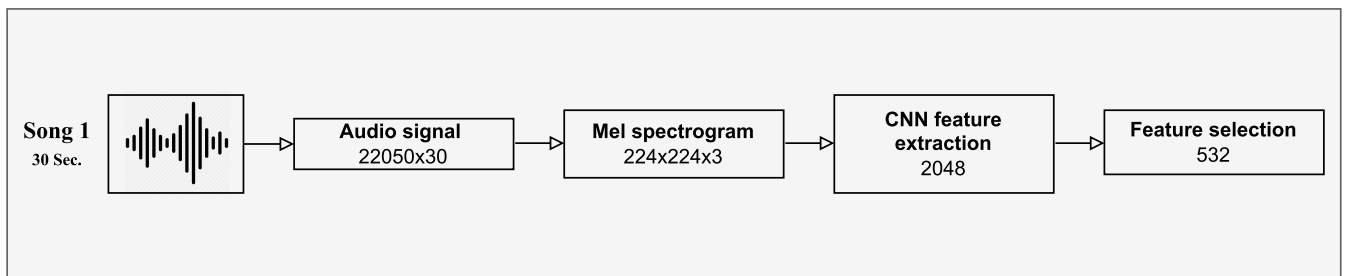 Song 1
30 Sec.
Audio signal
22050x30
Mel spectrogram
224x224x3
CNN feature
extraction
2048
Feature selection
532